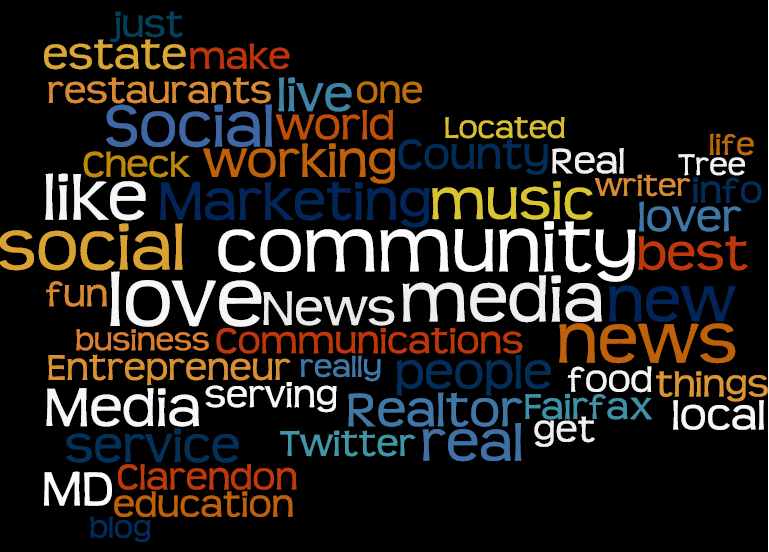 just
estate make
restaurants live one
Social world Located
Check working County Real Tree life
like Marketing music writer info
lover
social community best
fun love News media new
business Communications news
Entrepreneur really people food things
Media serving Realtor Fairfax local
service Twitter real get
MD Clarendon
education
blog